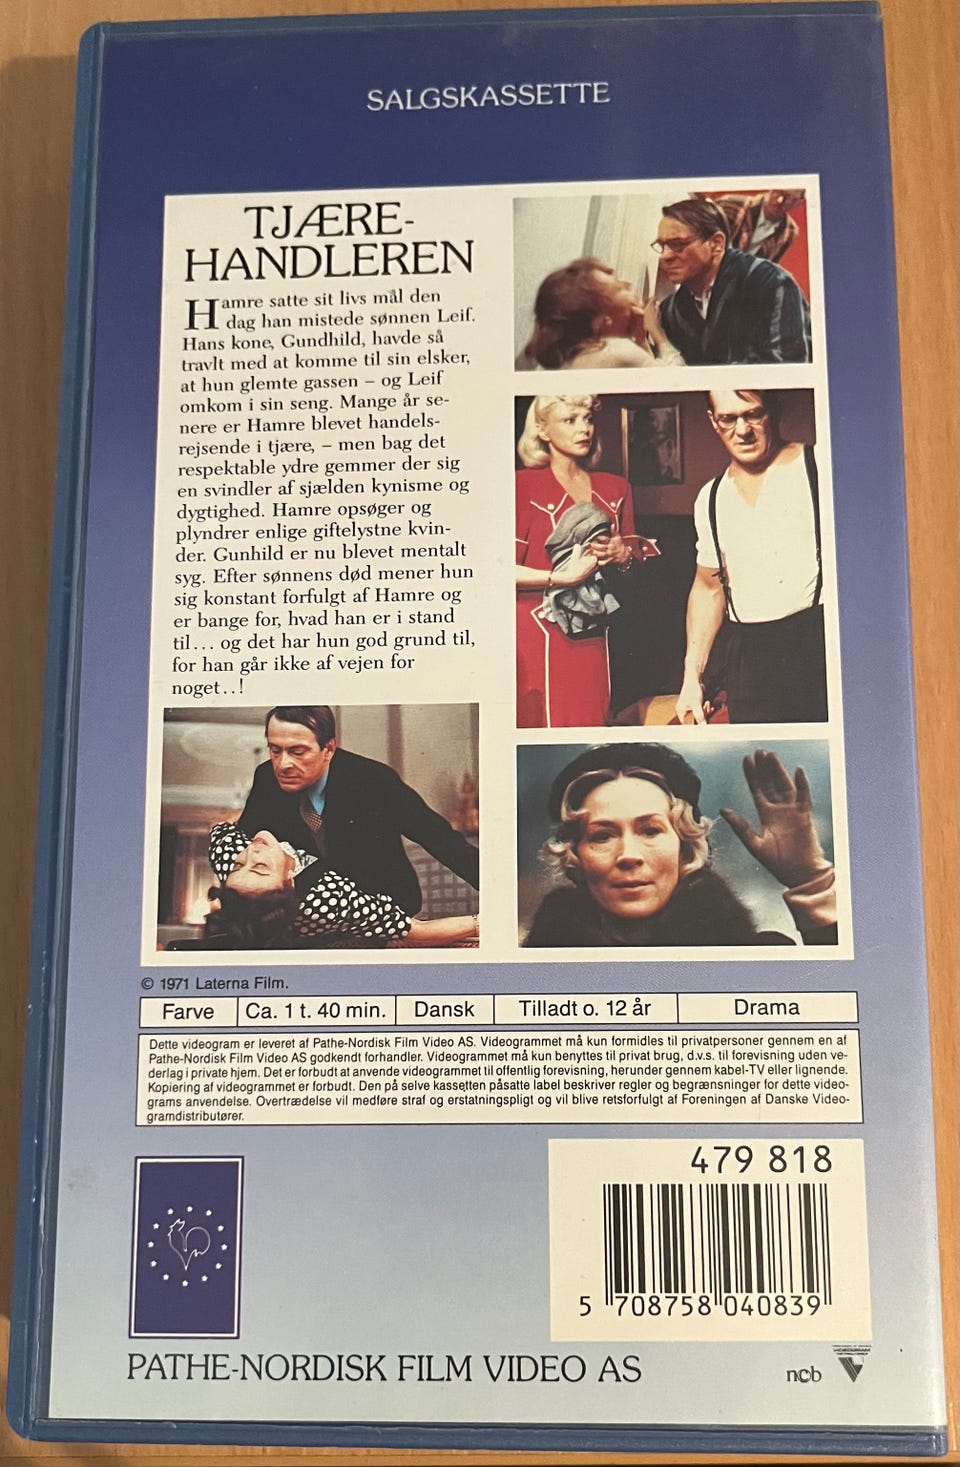 SALGSKASSETTE
TJÆRE-
HANDLEREN
Hamre satte sit livs mål den
dag han mistede sønnen Leif.
Hans kone, Gundhild, havde så
travlt med at komme til sin elsker,
at hun glemte gassen – og Leif
omkom i sin seng. Mange år se-
nere er Hamre blevet handels-
rejsende i tjære, – men bag det
respektable ydre gemmer der sig
en svindler af sjælden kynisme og
dygtighed. Hamre opsøger og
plyndrer enlige giftelystne kvin-
der. Gunhild er nu blevet mentalt
syg. Efter sønnens død mener hun
sig konstant forfulgt af Hamre og
er bange for, hvad han er i stand
til... og det har hun god grund til,
for han går ikke af vejen for
noget..!
© 1971 Laterna Film.
Farve Ca. 1 t. 40 min. Dansk Tilladt o. 12 år Drama
Dette videogram er leveret af Pathe-Nordisk Film Video AS. Videogrammet må kun formidles til privatpersoner gennem en af
Pathe-Nordisk Film Video AS godkendt forhandler. Videogrammet må kun benyttes til privat brug, d.v.s. til forevisning uden ve-
derlag i private hjem. Det er forbudt at anvende videogrammet til offentlig forevisning, herunder gennem kabel-TV eller lignende.
Kopiering af videogrammet er forbudt. Den på selve kassetten påsatte label beskriver regler og begrænsninger for dette video-
grams anvendelse. Overtrædelse vil medføre straf og erstatningspligt og vil blive retsforfulgt af Foreningen af Danske Video-
gramdistributører.
479 818
5 708758 040839
PATHE-NORDISK FILM VIDEO AS
ncb
VIDEOGRAM